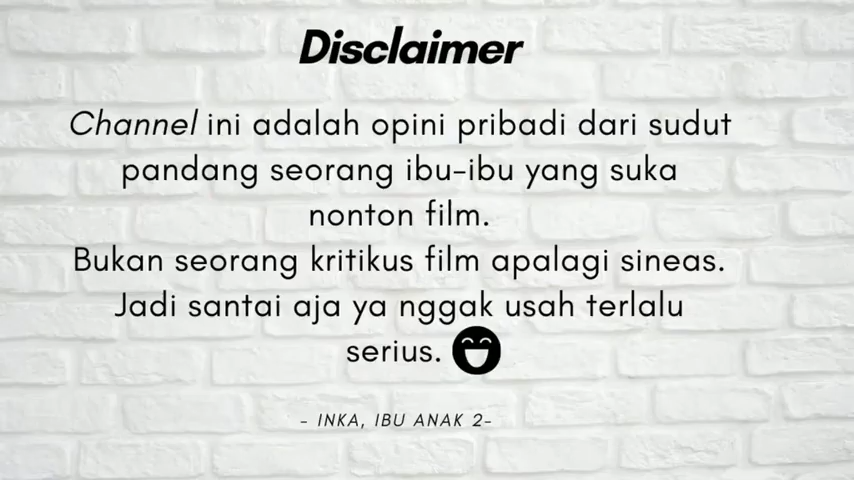 Disclaimer
Channel ini adalah opini pribadi dari sudut
pandang seorang ibu-ibu yang suka
nonton film.
Bukan seorang kritikus film apalagi sineas.
Jadi santai aja ya nggak usah terlalu
serius.
- INKA, IBU ANAK 2-